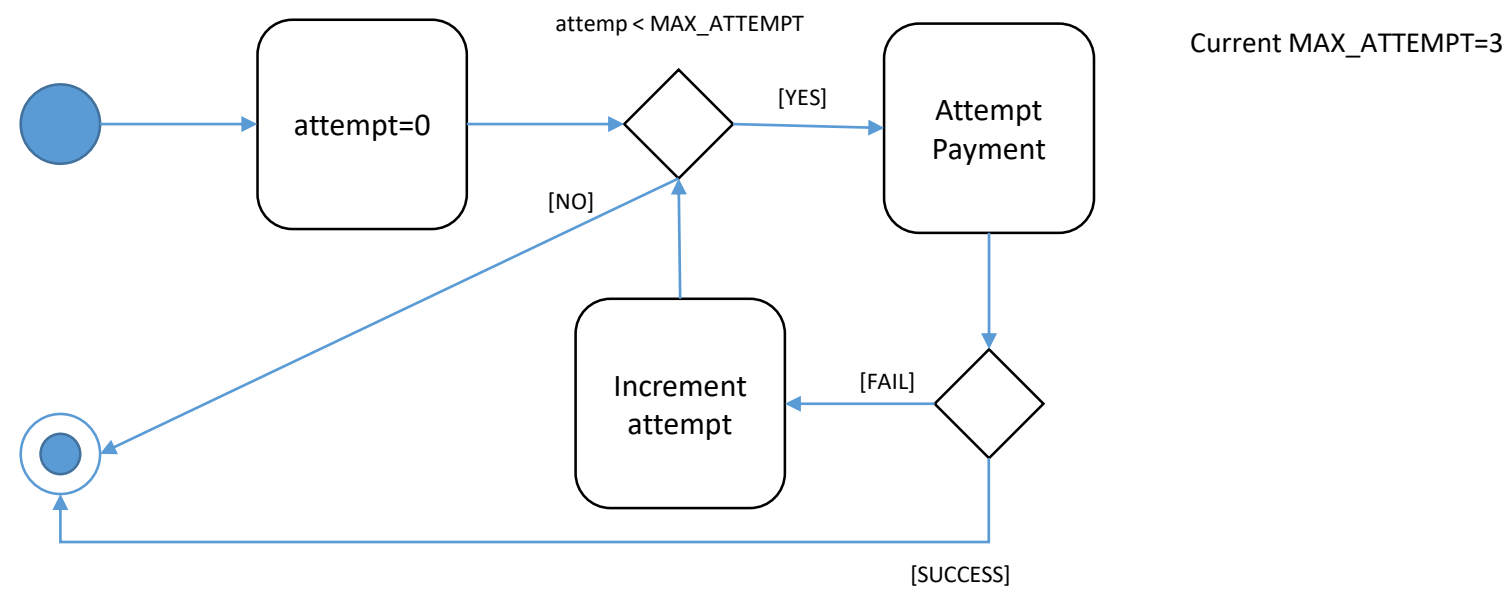 attemp < MAX_ATTEMPT
Current MAX_ATTEMPT=3
attempt=0
[YES]
Attempt
Payment
[NO]
Increment
attempt
[FAIL]
[SUCCESS]